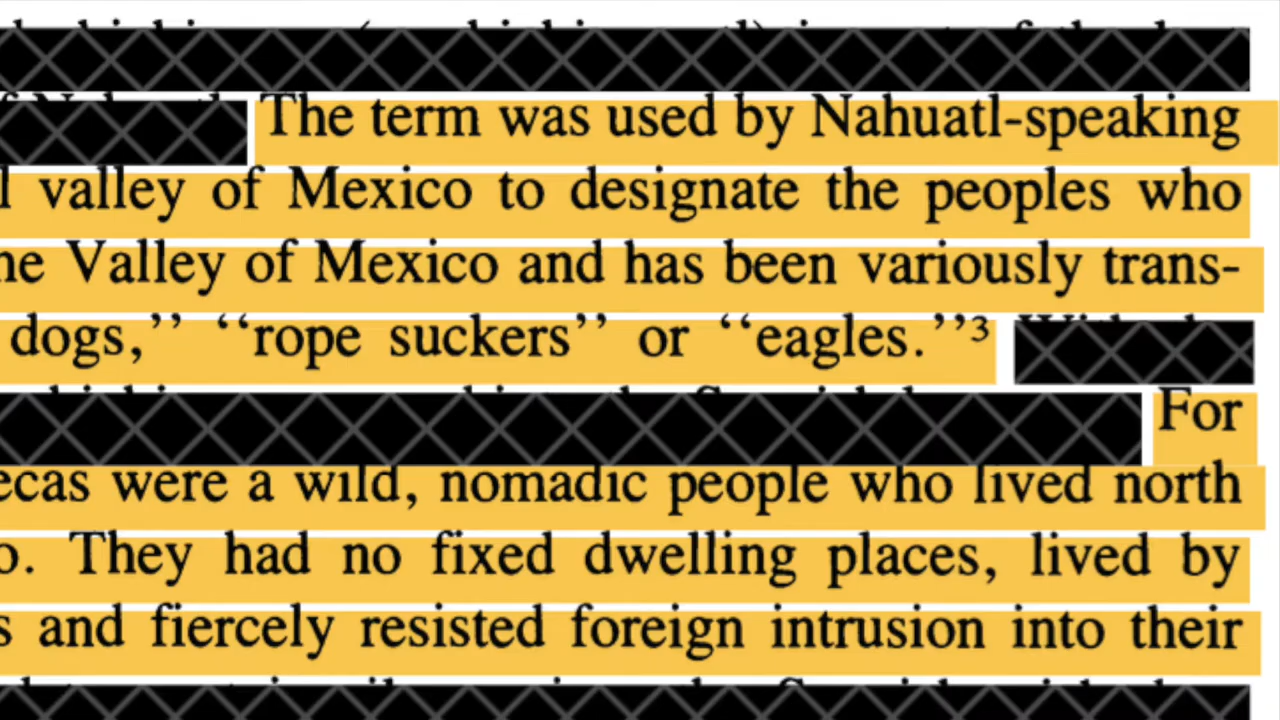 The term was used by Nahuatl-speaking
valley of Mexico to designate the peoples who
Valley of Mexico and has been variously trans-
dogs,’’ ‘‘rope suckers’’ or ‘‘eagles.’’³
For
were a wild, nomadic people who lived north
They had no fixed dwelling places, lived by
and fiercely resisted foreign intrusion into their